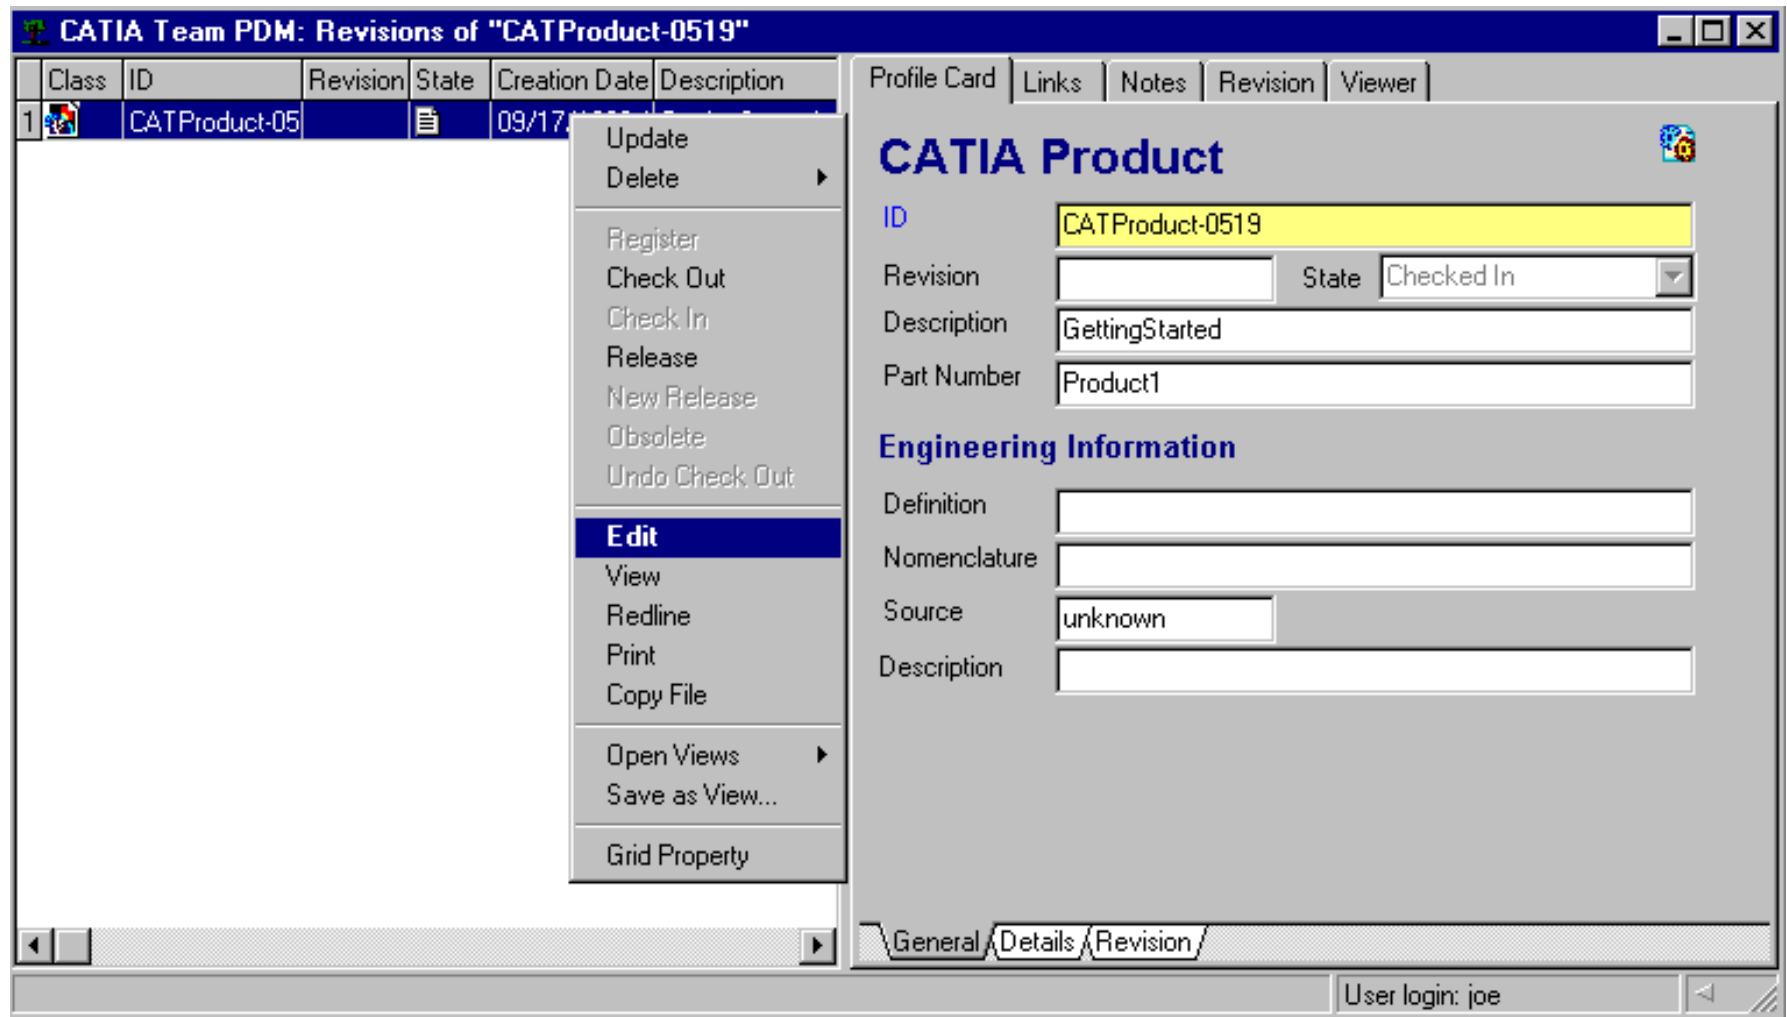 CATIA Team PDM: Revisions of "CATProduct-0519"
Class ID Revision State Creation Date Description
1 CATProduct-05 09/17/
Update
Delete
Register
Check Out
Check In
Release
New Release
Obsolete
Undo Check Out
Edit
View
Redline
Print
Copy File
Open Views
Save as View...
Grid Property
Profile Card Links Notes Revision Viewer
CATIA Product
ID CATProduct-0519
Revision State Checked In
Description GettingStarted
Part Number Product1
Engineering Information
Definition
Nomenclature
Source unknown
Description
General Details Revision
User login: joe